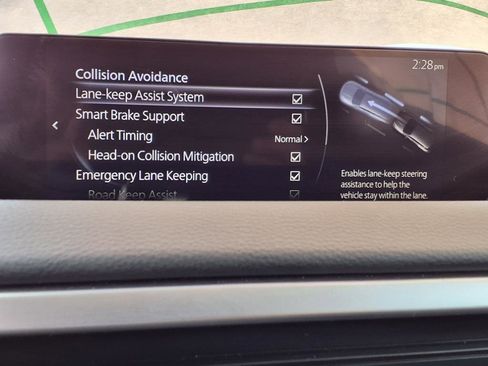 2:28pm
Collision Avoidance
Lane-keep Assist System
Smart Brake Support
Alert Timing Normal >
Head-on Collision Mitigation
Emergency Lane Keeping
Road Keep Assist
Enables lane-keep steering
assistance to help the
vehicle stay within the lane.